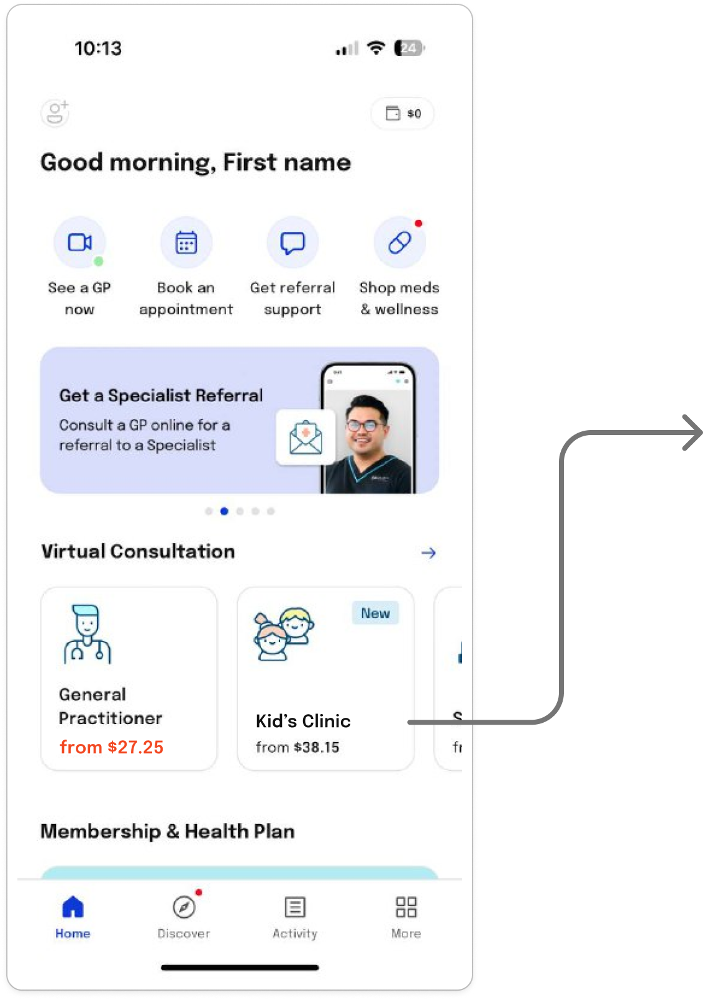 10:13
24
$0
Good morning, First name
See a GP
now
Book an
appointment
Get referral
support
Shop meds
& wellness
Get a Specialist Referral
Consult a GP online for a
referral to a Specialist
Virtual Consultation
General
Practitioner
from $27.25
New
Kid's Clinic
from $38.15
Membership & Health Plan
Home
Discover
Activity
More